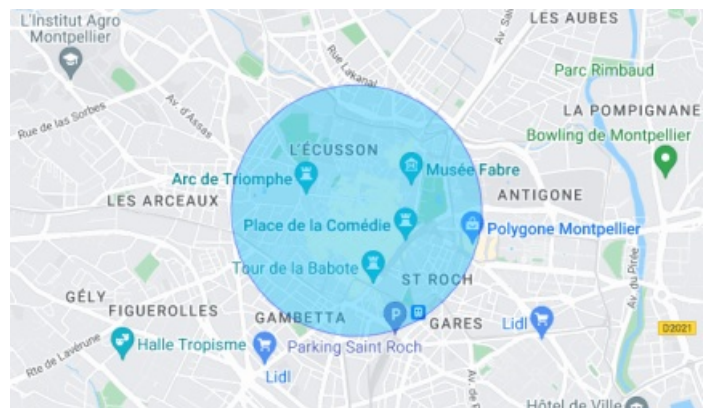 LES AUBES
L'Institut Agro
Montpellier
Rue Lakanal
Parc Rimbaud
Rue de las Sorbes
Av. d'Assas
LA POMPIGNANE
Bowling de Montpellier
L'ÉCUSSON
Arc de Triomphe
Musée Fabre
LES ARCEAUX
ANTIGONE
Place de la Comédie
Polygone Montpellier
Tour de la Babote
ST ROCH
Av. du Pirée
GÉLY
FIGUEROLLES
GAMBETTA
GARES
Lidl
D2021
Rte de Lavérune
Halle Tropisme
Parking Saint Roch
Lidl
Hôtel de Ville